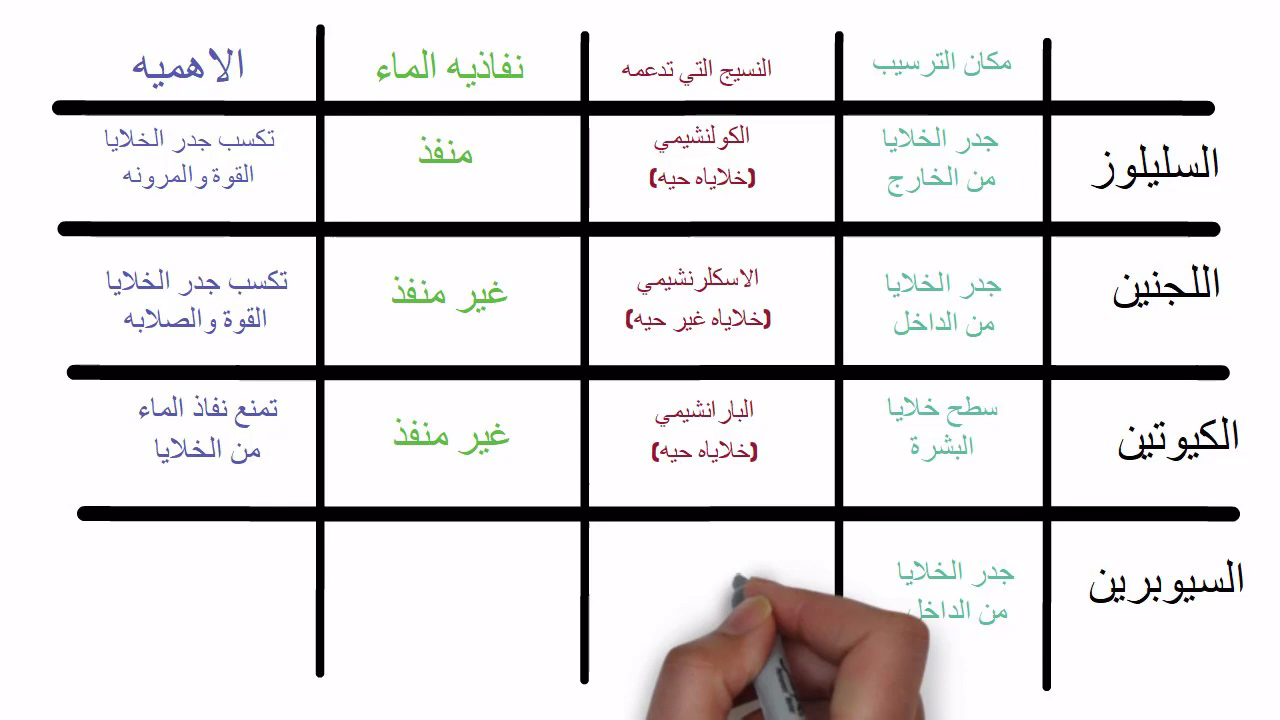 مكان الترسيب
النسيج التي تدعمه
نفاذيه الماء
الاهميه
السليلوز
جدر الخلايا
من الخارج
الكولنشيمي
(خلاياه حيه)
منفذ
تكسب جدر الخلايا
القوة والمرونه
اللجنين
جدر الخلايا
من الداخل
الاسكلرنشيمي
(خلاياه غير حيه)
غير منفذ
تكسب جدر الخلايا
القوة والصلابه
الكيوتين
سطح خلايا
البشرة
البارانشيمي
(خلاياه حيه)
غير منفذ
تمنع نفاذ الماء
من الخلايا
السيوبرين
جدر الخلايا
من الداخل